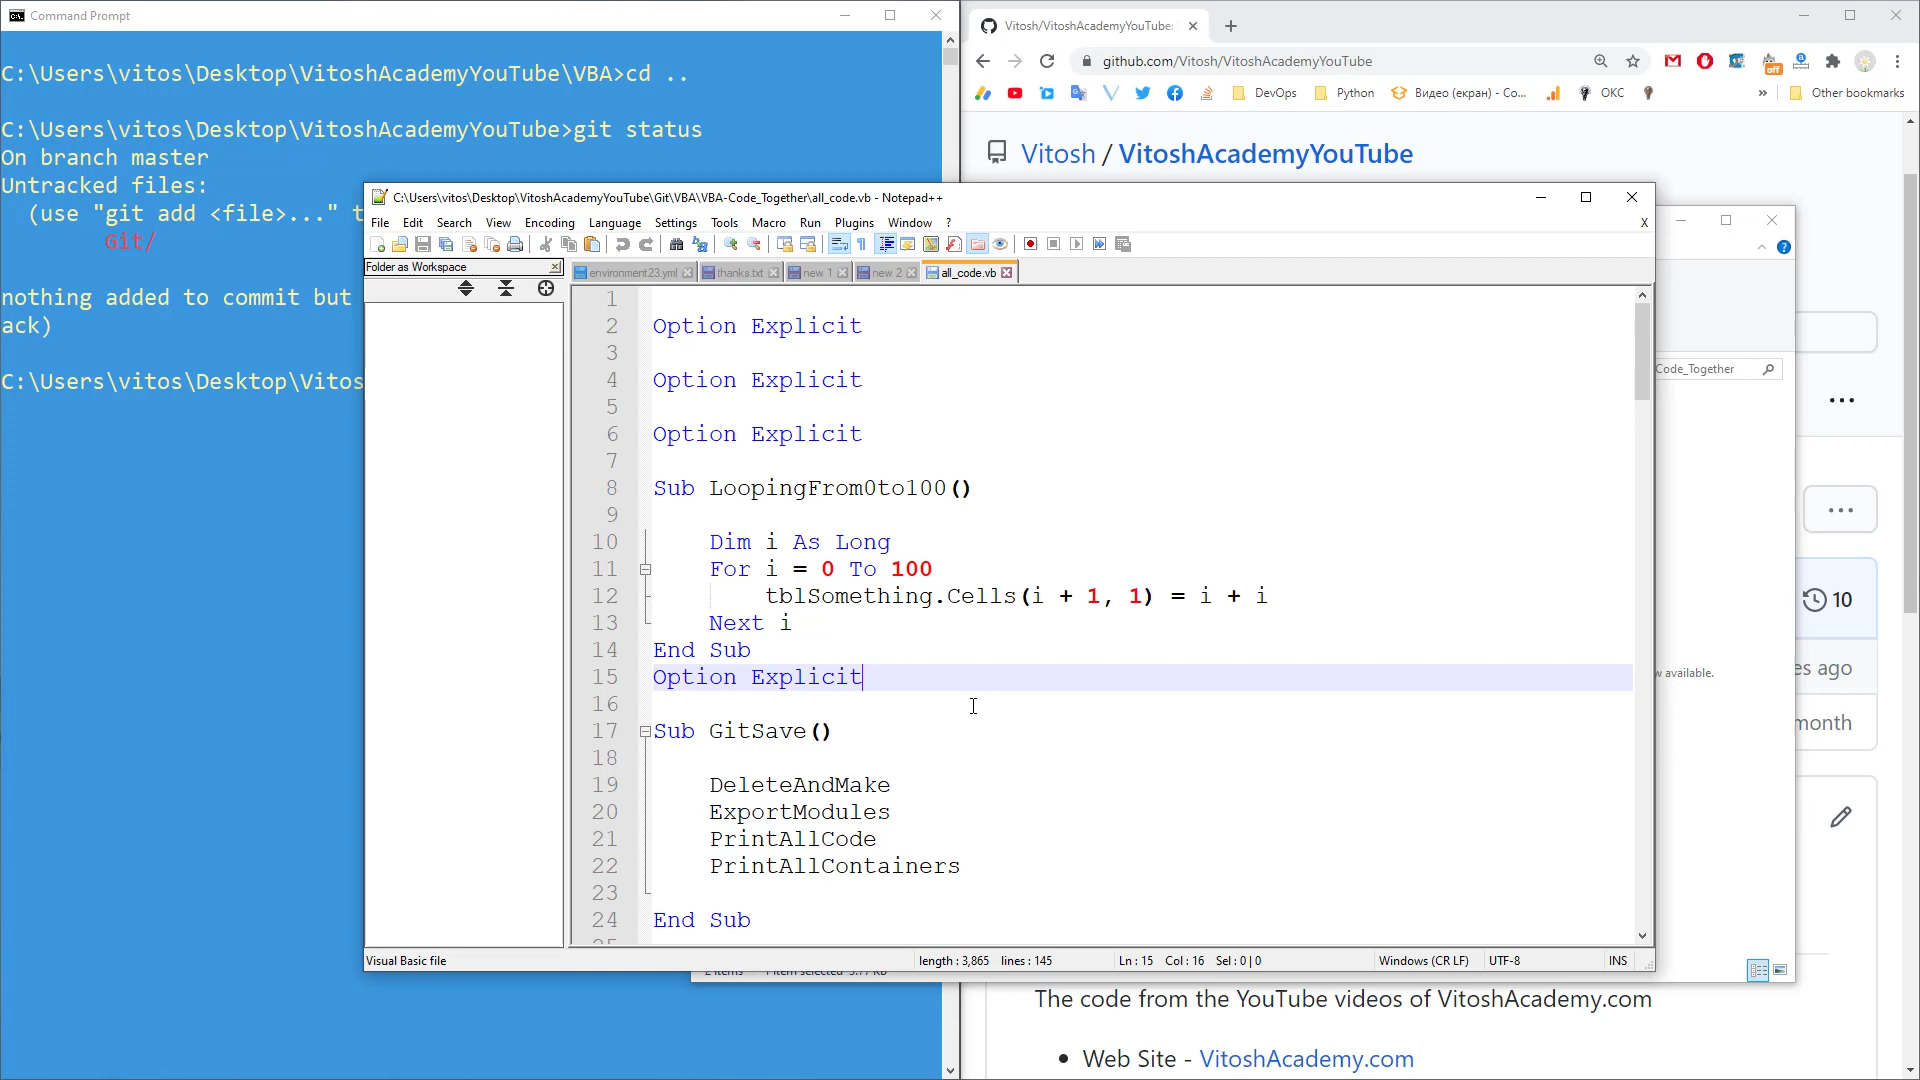 Command Prompt
C:\Users\vitos\Desktop\VitoshAcademyYouTube\VBA>cd ..
C:\Users\vitos\Desktop\VitoshAcademyYouTube>git status
On branch master
Untracked files:
(use "git add <file>..." t
Git/
nothing added to commit but
ack)
C:\Users\vitos\Desktop\Vitos
Vitosh/VitoshAcademyYouTube:
github.com/Vitosh/VitoshAcademyYouTube
off
DevOps
Python
Видео (екран) - Co...
OKC
»
Other bookmarks
Vitosh / VitoshAcademyYouTube
C:\Users\vitos\Desktop\VitoshAcademyYouTube\Git\VBA\VBA-Code_Together\all_code.vb - Notepad++
File Edit Search View Encoding Language Settings Tools Macro Run Plugins Window ?
X
Folder as Workspace
environment23.yml
thanks.txt
new 1
new 2
all_code.vb
1
2 Option Explicit
3
4 Option Explicit
5
6 Option Explicit
7
8 Sub LoopingFrom0to100()
9
10 Dim i As Long
11 For i = 0 To 100
12 tblSomething.Cells(i + 1, 1) = i + i
13 Next i
14 End Sub
15 Option Explicit
16
17 Sub GitSave()
18
19 DeleteAndMake
20 ExportModules
21 PrintAllCode
22 PrintAllContainers
23
24 End Sub
25
Visual Basic file
length : 3,865 lines : 145
Ln : 15 Col : 16 Sel : 0 | 0
Windows (CR LF)
UTF-8
INS
Code_Together
10
w available.
es ago
month
The code from the YouTube videos of VitoshAcademy.com
• Web Site - VitoshAcademy.com